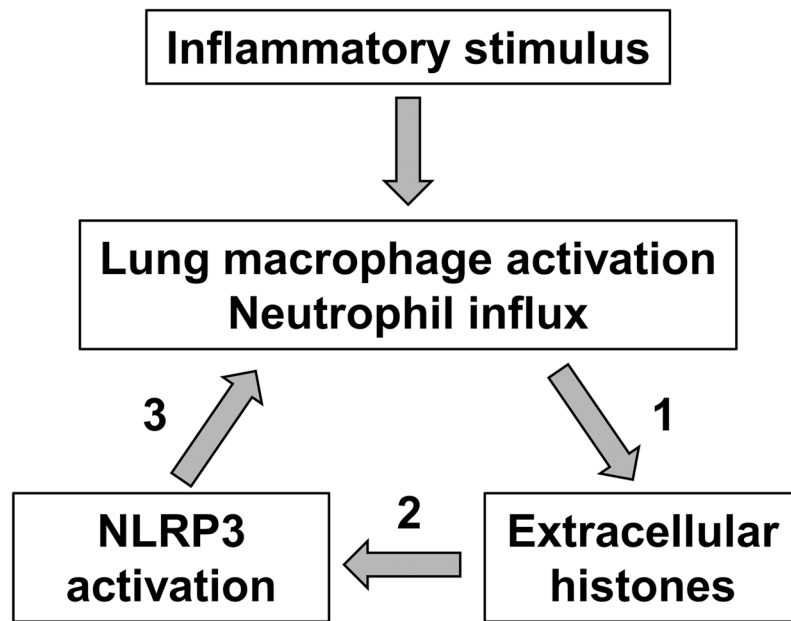 Inflammatory stimulus
Lung macrophage activation
Neutrophil influx
3
1
2
NLRP3
activation
Extracellular
histones